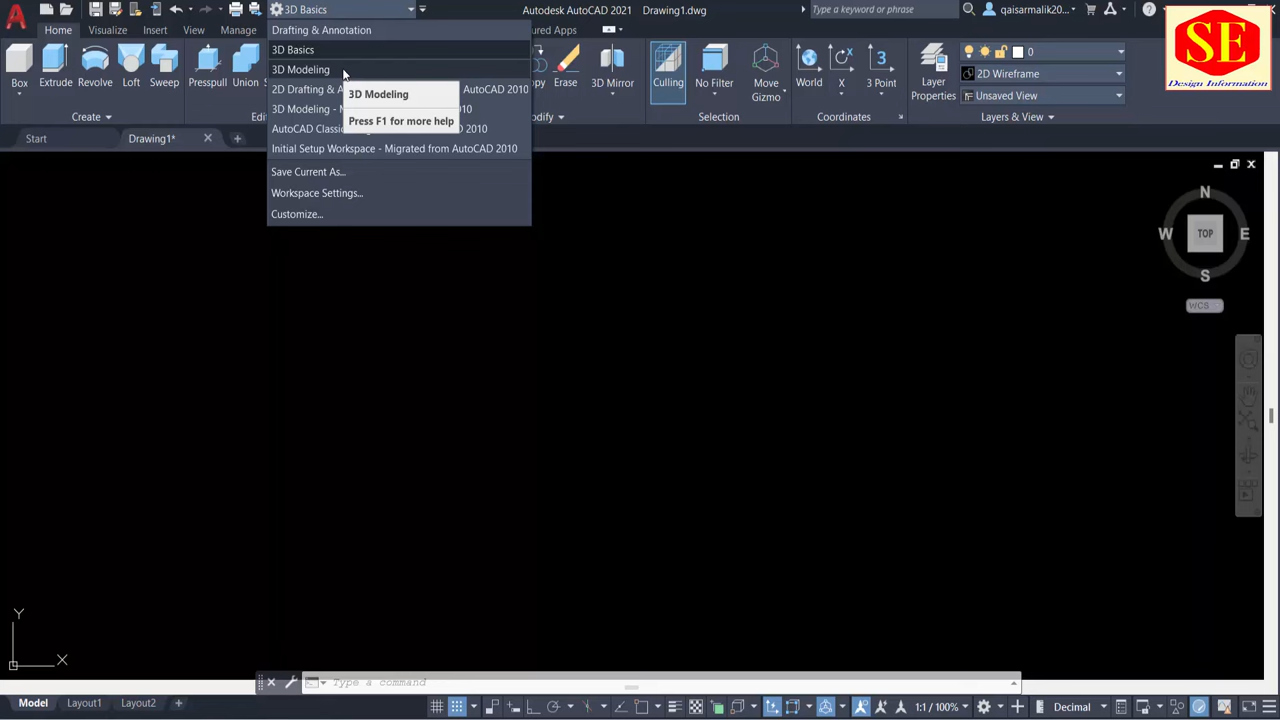 3D Basics
Autodesk AutoCAD 2021 Drawing1.dwg
Type a keyword or phrase
qaisarmalik20...
Home Visualize Insert View Manage
Drafting & Annotation
3D Basics
3D Modeling
2D Drafting & A AutoCAD 2010
3D Modeling - 010
AutoCAD Classic D 2010
Initial Setup Workspace - Migrated from AutoCAD 2010
Save Current As...
Workspace Settings...
Customize...
3D Modeling
Press F1 for more help
tured Apps
Box Extrude Revolve Loft Sweep
Presspull Union
Erase 3D Mirror
Culling No Filter Move Gizmo
World X 3 Point
Layer Properties
0
2D Wireframe
Unsaved View
Create
Selection
Coordinates
Layers & View
SE
Design Information
Start Drawing1*
N
W TOP E
S
WCS
Y
X
Type a command
Model Layout1 Layout2
1:1 / 100%
Decimal